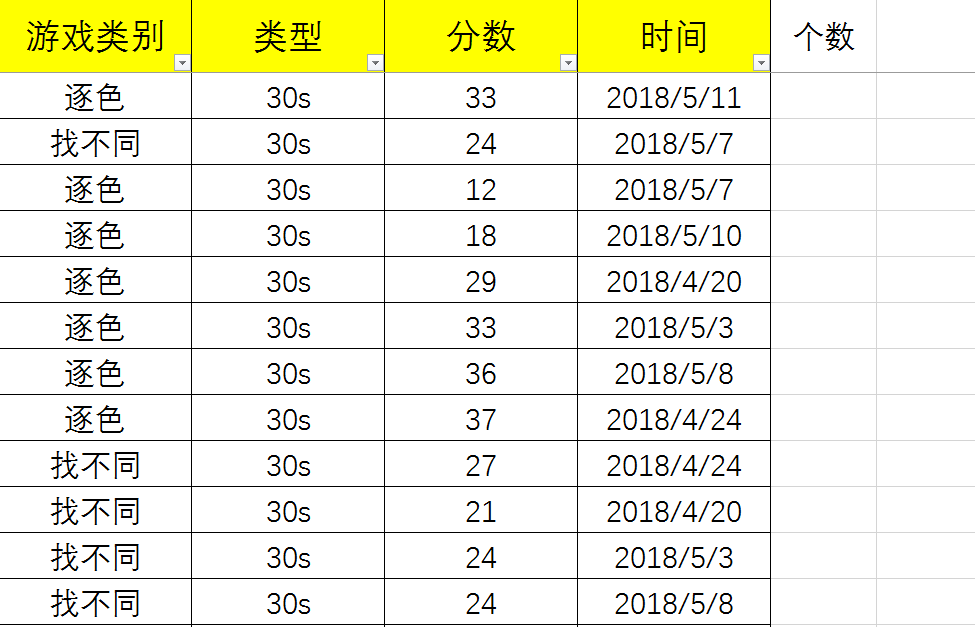 游戏类别 类型 分数 时间 个数
逐色 30s 33 2018/5/11
找不同 30s 24 2018/5/7
逐色 30s 12 2018/5/7
逐色 30s 18 2018/5/10
逐色 30s 29 2018/4/20
逐色 30s 33 2018/5/3
逐色 30s 36 2018/5/8
逐色 30s 37 2018/4/24
找不同 30s 27 2018/4/24
找不同 30s 21 2018/4/20
找不同 30s 24 2018/5/3
找不同 30s 24 2018/5/8